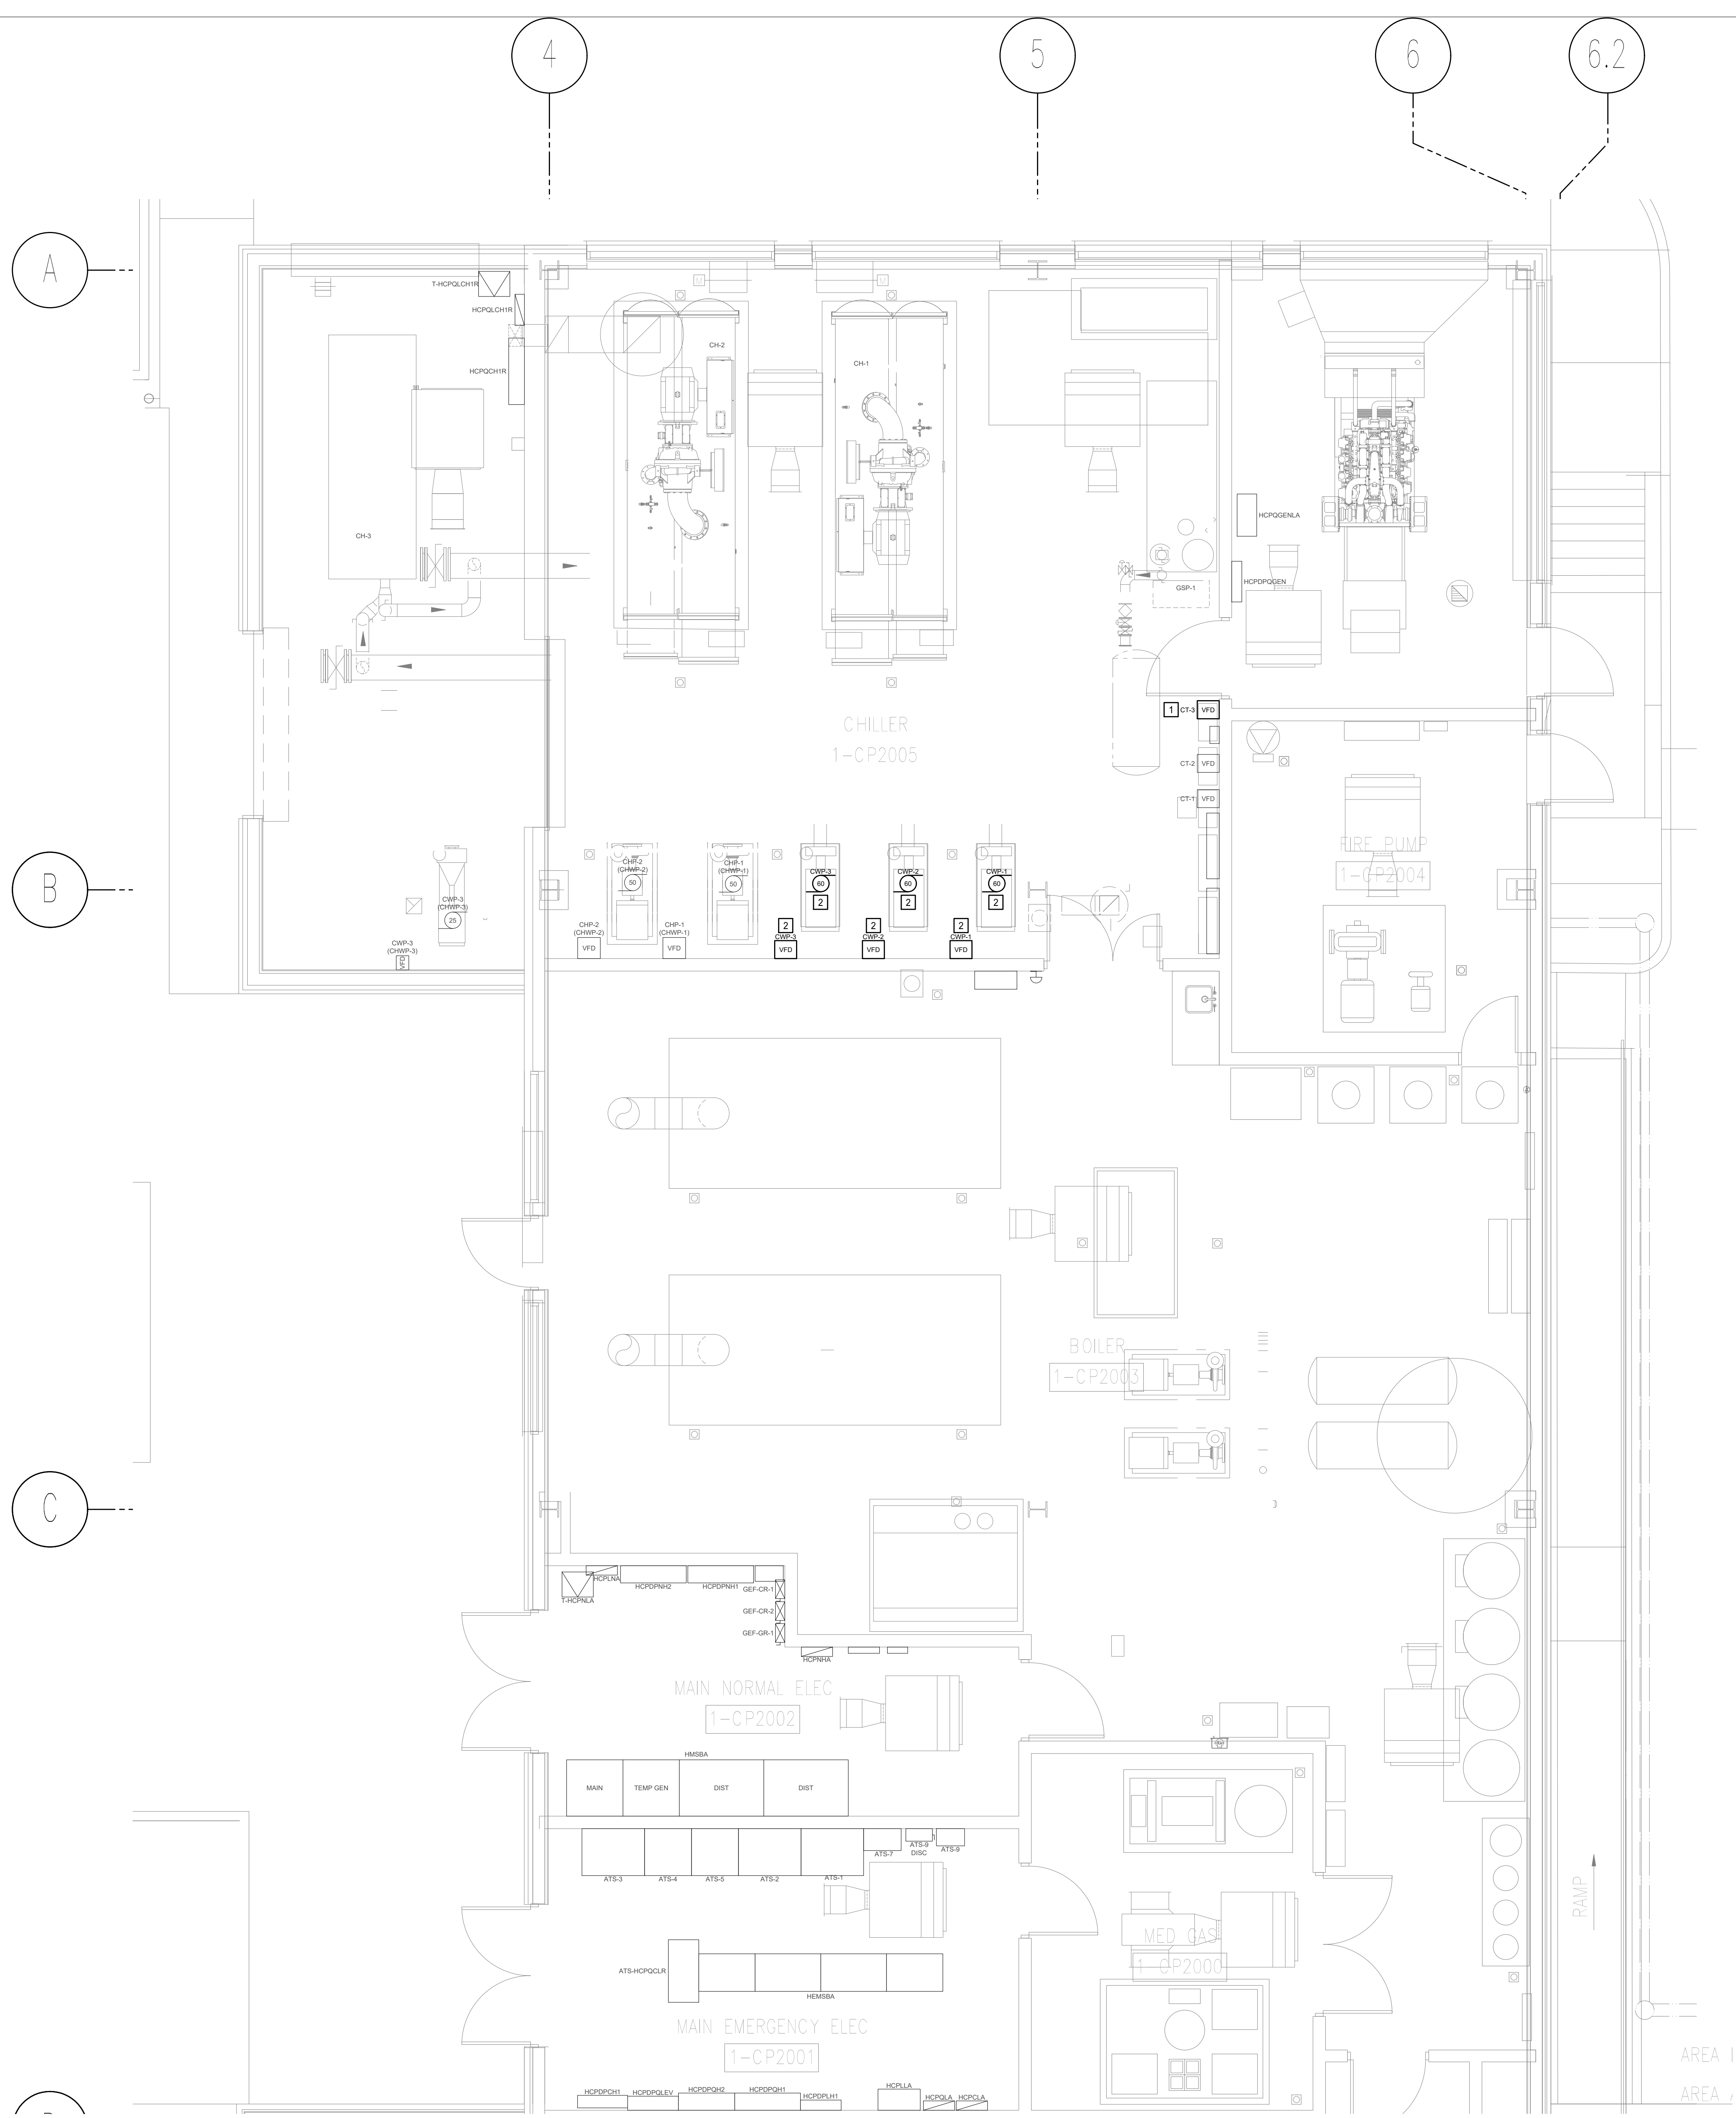 4
5
6
6.2
A
T-HCPQLCH1R
HCPQLCH1R
M
M
CH-2
HCPQCH1R
CH-1
HCPQGENLA
CH-3
HCPDPQGEN
GSP-1
1 CT-3 VFD
CHILLER
1-CP2005
CT-2 VFD
CT-1 VFD
FIRE PUMP
1-CP2004
B
CHP-2
(CHWP-2)
50
CHP-1
(CHWP-1)
50
CWP-3
60
2
CWP-2
60
2
CWP-1
60
2
CWP-3
(CHWP-3)
25
CHP-2
(CHWP-2)
VFD
CHP-1
(CHWP-1)
VFD
2
CWP-3
VFD
2
CWP-2
VFD
2
CWP-1
VFD
CWP-3
(CHWP-3)
VFD
BOILER
1-CP2003
C
HCPLNA
T-HCPNLA
HCPDPNH2
HCPDPNH1
GEF-CR-1
GEF-CR-2
GEF-GR-1
HCPNHA
MAIN NORMAL ELEC
1-CP2002
HMSBA
MAIN
TEMP GEN
DIST
DIST
ATS-3
ATS-4
ATS-5
ATS-2
ATS-1
ATS-7
ATS-9
DISC
ATS-9
RAMP
MED GAS
1-CP2000
ATS-HCPQCLR
HEMSBA
MAIN EMERGENCY ELEC
1-CP2001
AREA
AREA
HCPDPCH1
HCPDPQLEV
HCPDPQH2
HCPDPQH1
HCPDPLH1
HCPLLA
HCPQLA
HCPCLA